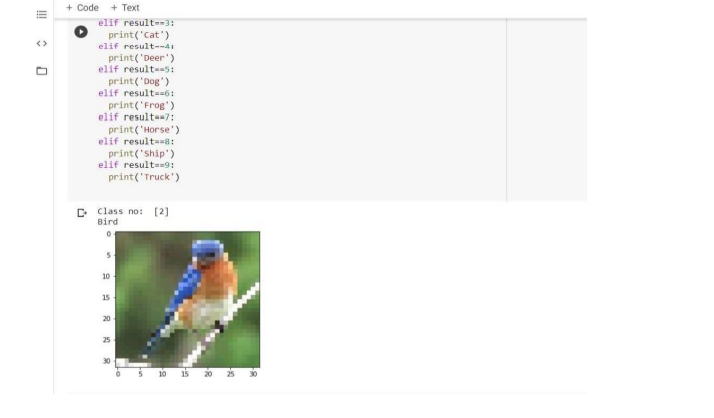 + Code + Text
elif result==3:
print('Cat')
elif result==4:
print('Deer')
elif result==5:
print('Dog')
elif result==6:
print('Frog')
elif result==7:
print('Horse')
elif result==8:
print('Ship')
elif result==9:
print('Truck')
Class no: [2]
Bird
0
5
10
15
20
25
30
0 5 10 15 20 25 30